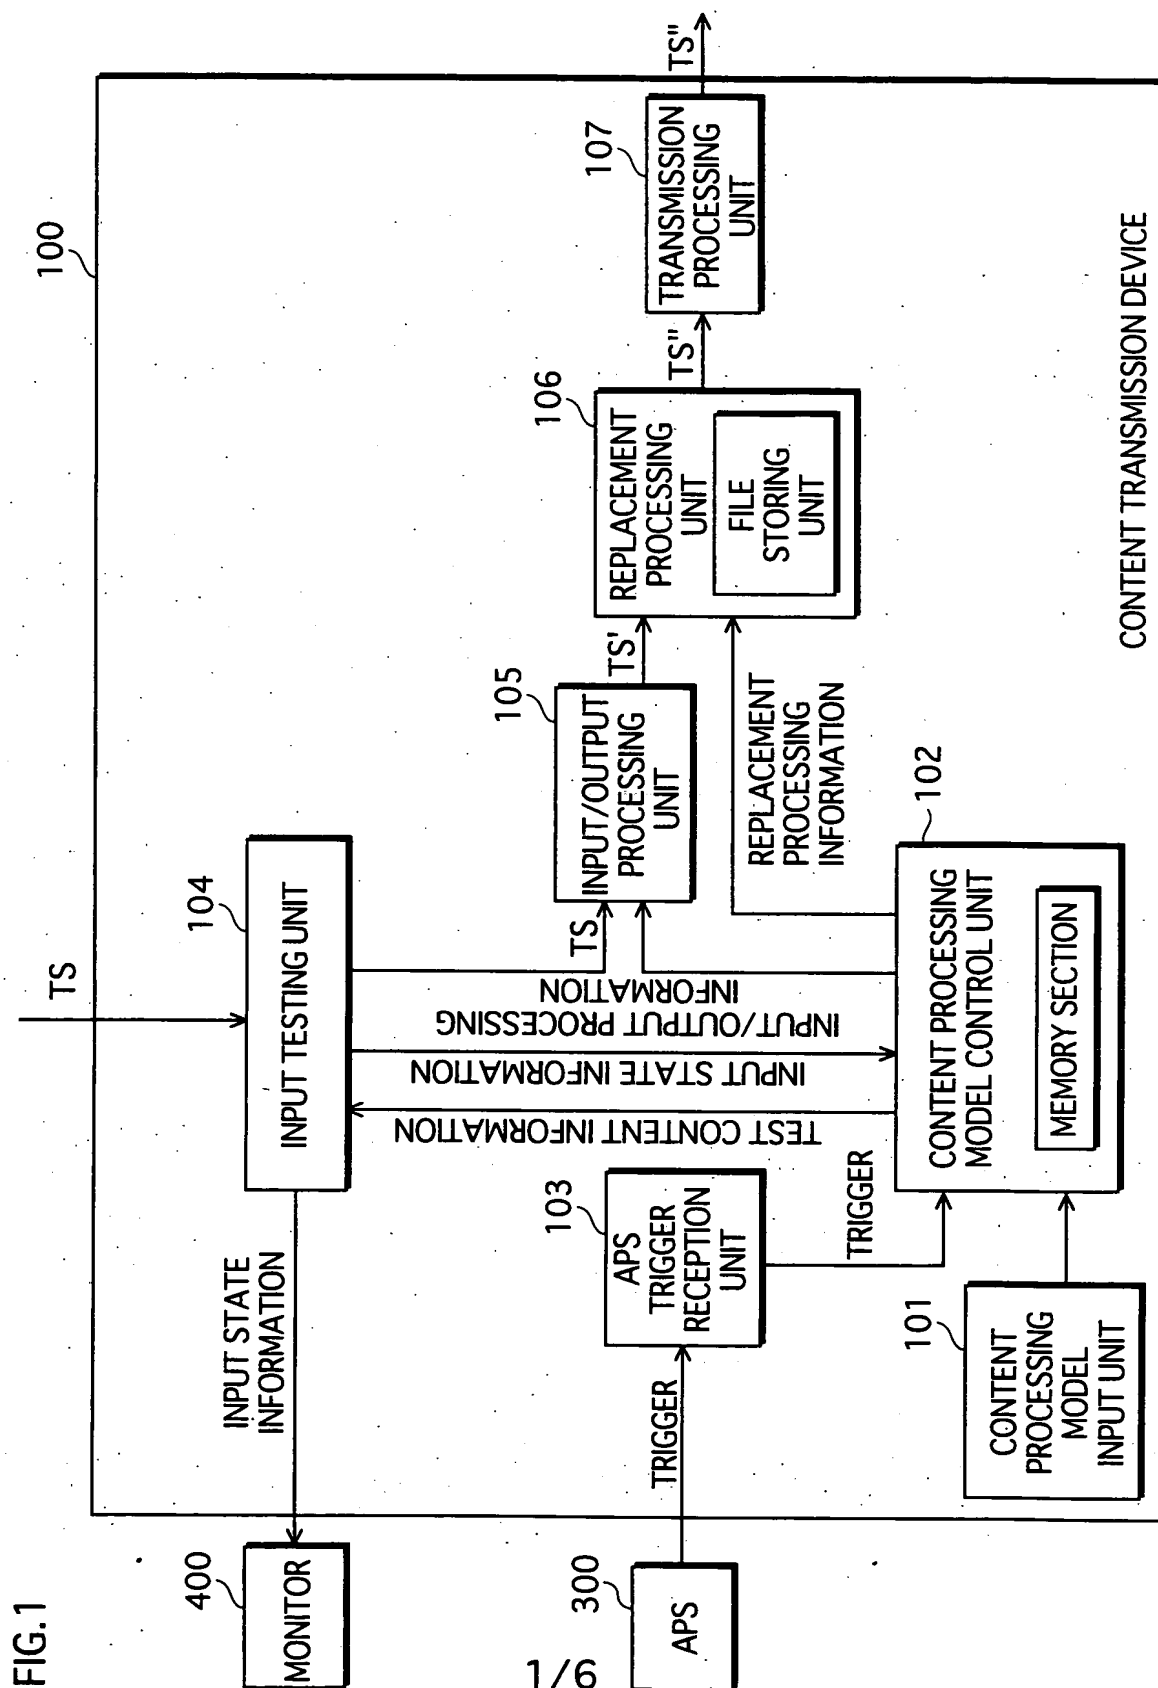 FIG.1
100
TS
400
MONITOR
INPUT STATE
INFORMATION
104
INPUT TESTING UNIT
300
APS
TRIGGER
103
APS
TRIGGER
RECEPTION
UNIT
TRIGGER
TEST CONTENT INFORMATION
INPUT STATE INFORMATION
INPUT/OUTPUT PROCESSING
INFORMATION
TS
105
INPUT/OUTPUT
PROCESSING
UNIT
TS'
106
REPLACEMENT
PROCESSING
UNIT
FILE
STORING
UNIT
TS"
107
TRANSMISSION
PROCESSING
UNIT
TS"
REPLACEMENT
PROCESSING
INFORMATION
101
CONTENT
PROCESSING
MODEL
INPUT UNIT
102
CONTENT PROCESSING
MODEL CONTROL UNIT
MEMORY SECTION
CONTENT TRANSMISSION DEVICE
1/6